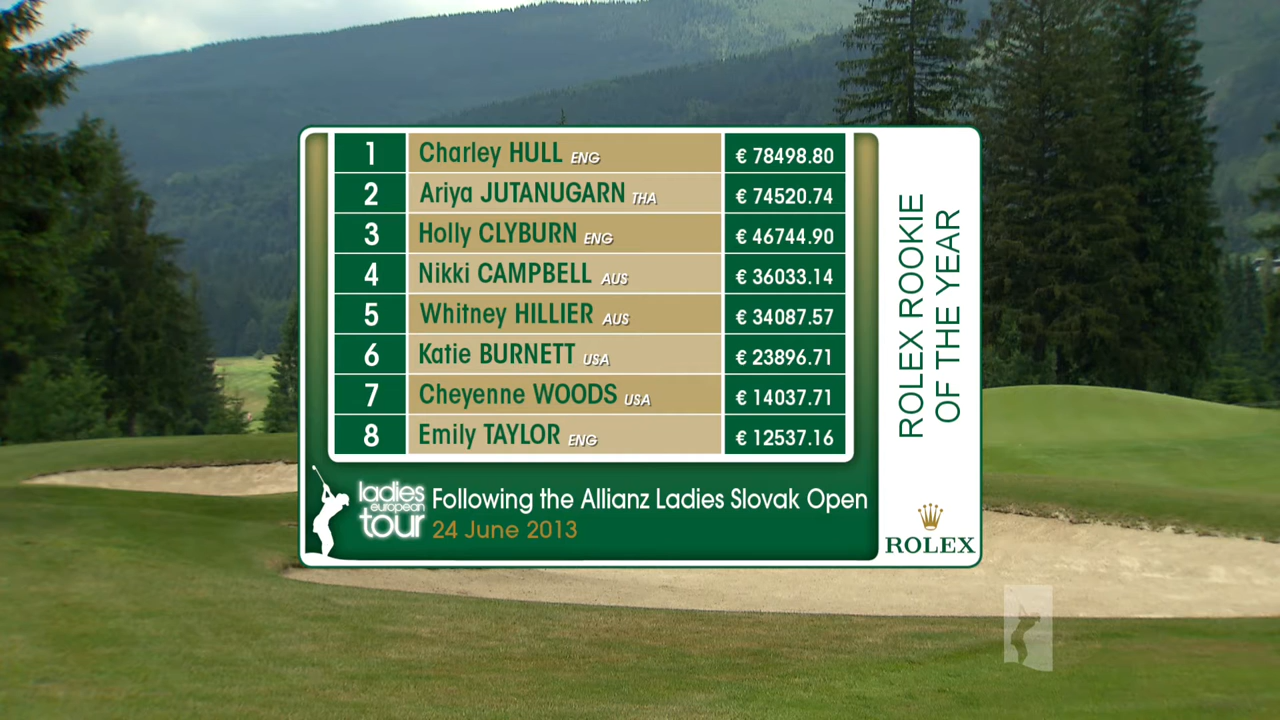 1 Charley HULL ENG € 78498.80
2 Ariya JUTANUGARN THA € 74520.74
3 Holly CLYBURN ENG € 46744.90
4 Nikki CAMPBELL AUS € 36033.14
5 Whitney HILLIER AUS € 34087.57
6 Katie BURNETT USA € 23896.71
7 Cheyenne WOODS USA € 14037.71
8 Emily TAYLOR ENG € 12537.16
ROLEX ROOKIE
OF THE YEAR
ladies
european
tour
Following the Allianz Ladies Slovak Open
24 June 2013
ROLEX